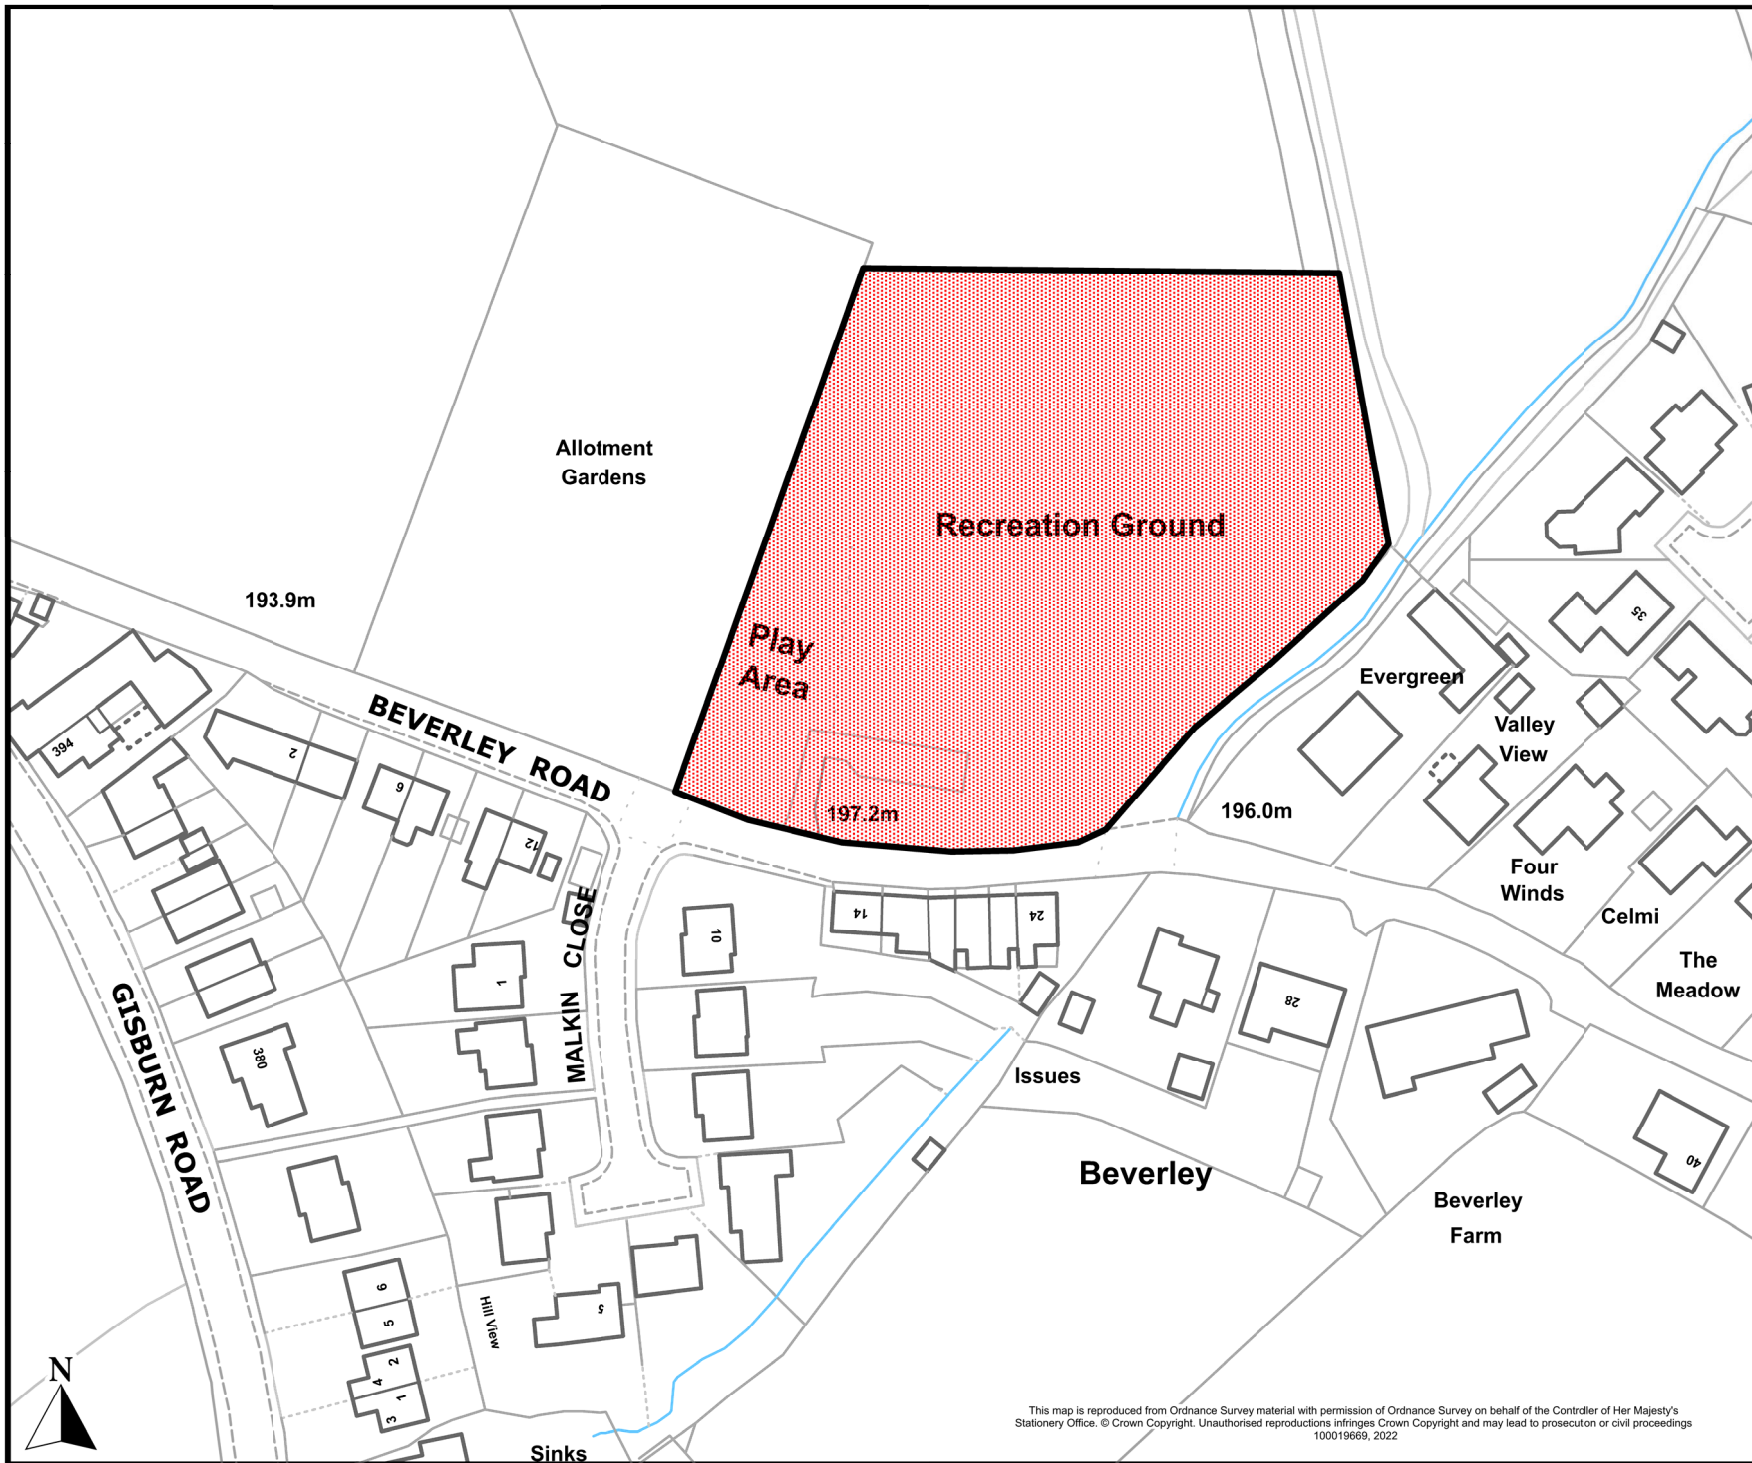 Allotment
Gardens
Recreation Ground
193.9m
Play
Area
BEVERLEY ROAD
197.2m
196.0m
Evergreen
Valley
View
Four
Winds
Celmi
The
Meadow
35
394
2
6
12
14
24
10
1
28
40
380
MALKIN CLOSE
GISBURN ROAD
Issues
Beverley
Beverley
Farm
Hill View
5
6
5
2
4
1
3
Sinks
N
This map is reproduced from Ordnance Survey material with permission of Ordnance Survey on behalf of the Contrdler of Her Majesty's
Stationery Office. © Crown Copyright. Unauthorised reproductions infringes Crown Copyright and may lead to prosecuton or civil proceedings
100019669, 2022